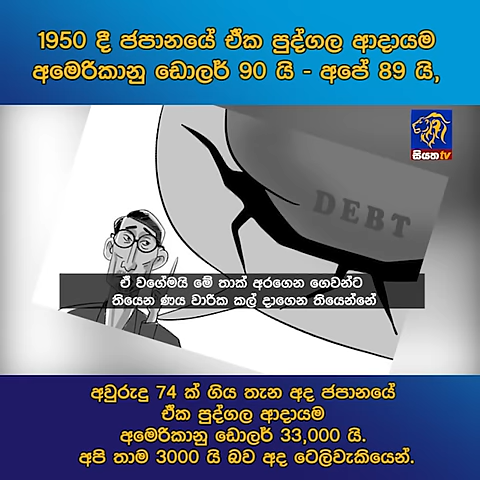 1950 දී ජපානයේ ඒක පුද්ගල ආදායම
අමෙරිකානු ඩොලර් 90 යි - අපේ 89 යි,
සියත tv
DEBT
ඒ වගේමයි මේ තාක් අරගෙන ගෙවන්ට
තියෙන ණය වාරික කල් දාගෙන තියෙන්නේ
අවුරුදු 74 ක් ගිය තැන අද ජපානයේ
ඒක පුද්ගල ආදායම
අමෙරිකානු ඩොලර් 33,000 යි.
අපි තාම 3000 යි බව අද ටෙලිවැකියෙන්.